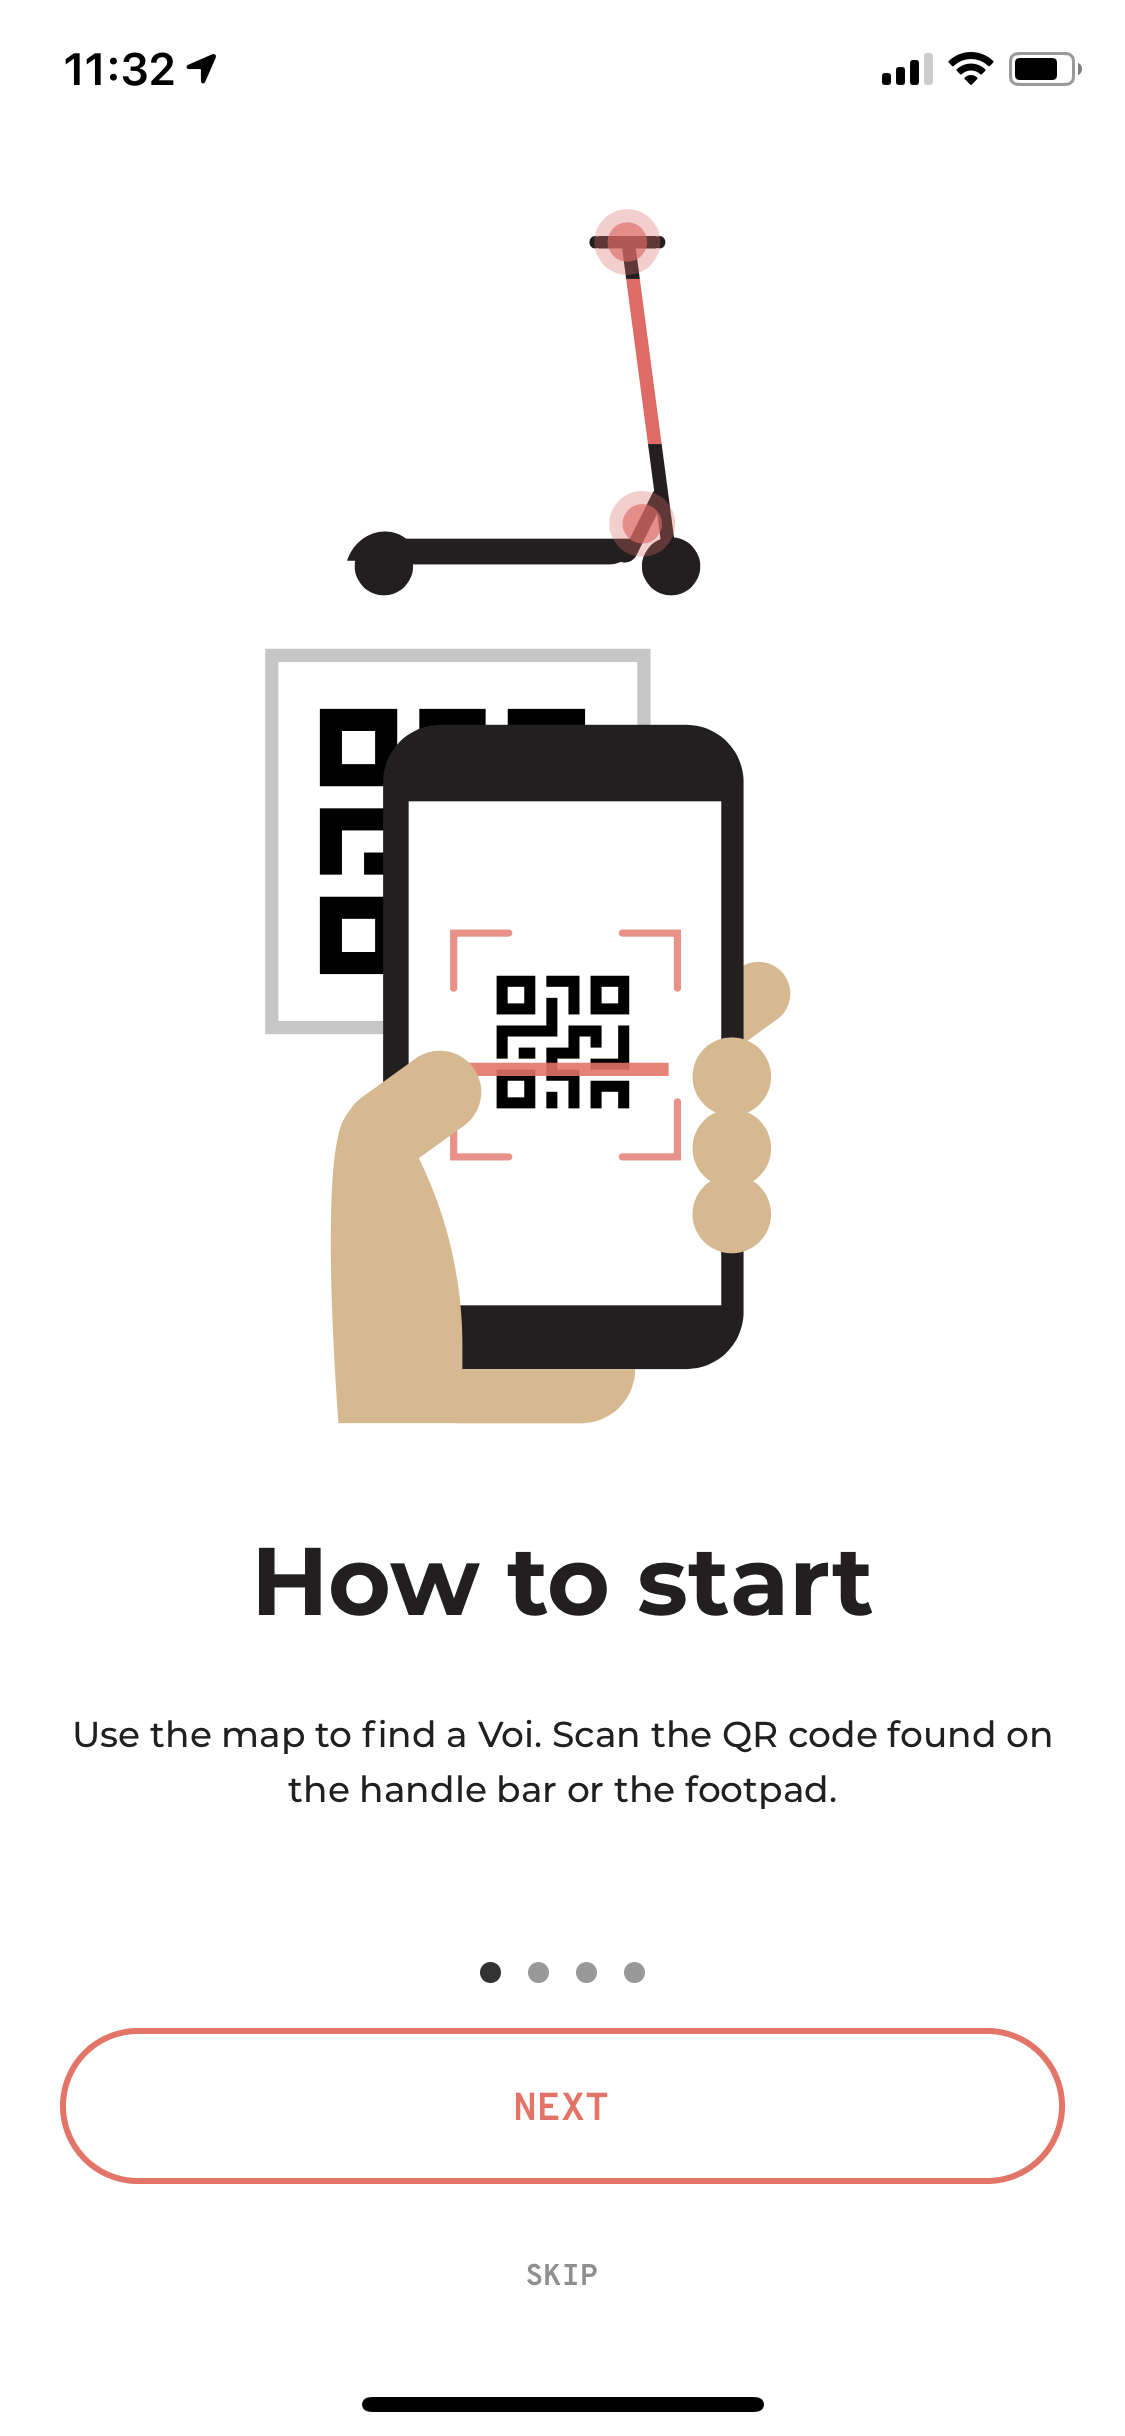 11:32
How to start
Use the map to find a Voi. Scan the QR code found on
the handle bar or the footpad.
NEXT
SKIP